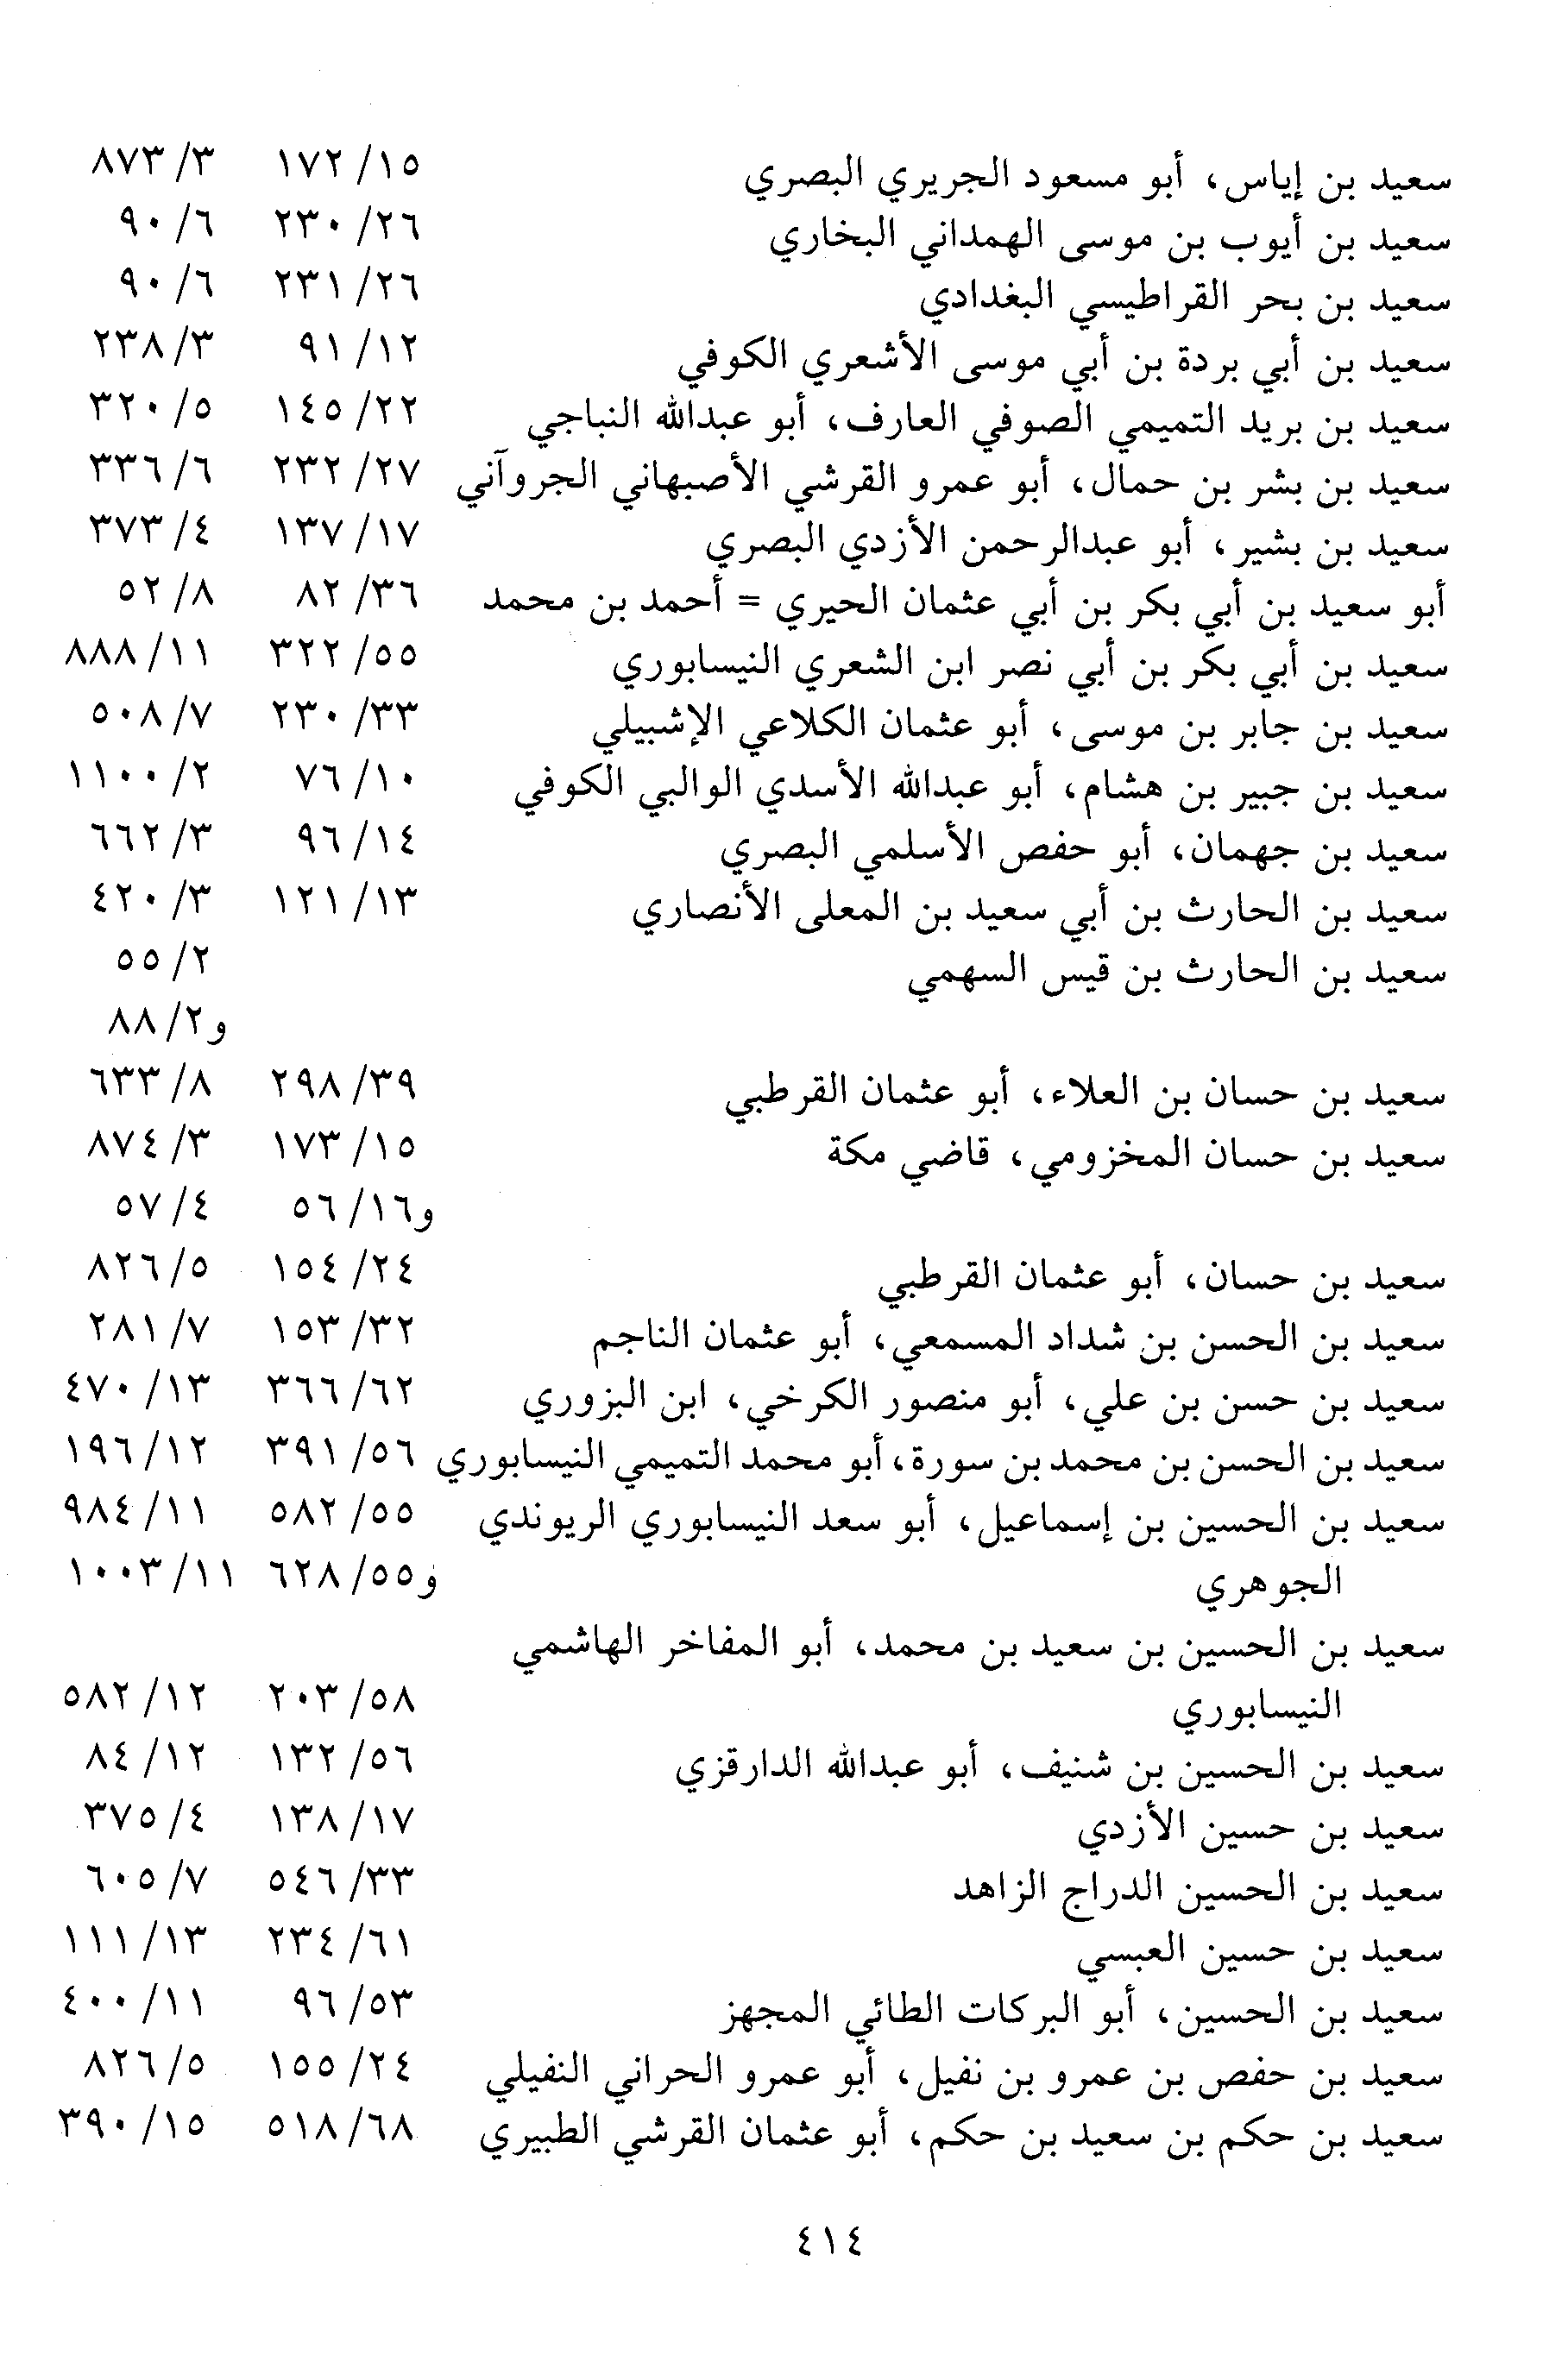 سعيد بن إياس، أبو مسعود الجريري البصري ١٥/ ١٧٢ ٣/ ٨٧٣
سعيد بن أيوب بن موسى الهمداني البخاري ٢٦/ ٢٣٠ ٦/ ٩٠
سعيد بن بحر القراطيسي البغدادي ٢٦/ ٢٣١ ٦/ ٩٠
سعيد بن أبي بردة بن أبي موسى الأشعري الكوفي ١٢/ ٩١ ٣/ ٢٣٨
سعيد بن بريد التميمي الصوفي العارف، أبو عبدالله النباجي ٢٢/ ١٤٥ ٥/ ٣٢٠
سعيد بن بشر بن حمال، أبو عمرو القرشي الأصبهاني الجروآني ٢٧/ ٢٣٢ ٦/ ٣٣٦
سعيد بن بشير، أبو عبدالرحمن الأزدي البصري ١٧/ ١٣٧ ٤/ ٣٧٣
أبو سعيد بن أبي بكر بن أبي عثمان الحيري = أحمد بن محمد ٣٦/ ٨٢ ٨/ ٥٢
سعيد بن أبي بكر بن أبي نصر ابن الشعري النيسابوري ٥٥/ ٣٢٢ ١١/ ٨٨٨
سعيد بن جابر بن موسى، أبو عثمان الكلاعي الإشبيلي ٣٣/ ٢٣٠ ٧/ ٥٠٨
سعيد بن جبير بن هشام، أبو عبدالله الأسدي الوالبي الكوفي ١٠/ ٧٦ ٢/ ١١٠٠
سعيد بن جهمان، أبو حفص الأسلمي البصري ١٤/ ٩٦ ٣/ ٦٦٢
سعيد بن الحارث بن أبي سعيد بن المعلى الأنصاري ١٣/ ١٢١ ٣/ ٤٢٠
سعيد بن الحارث بن قيس السهمي ٢/ ٥٥
و٢/ ٨٨
سعيد بن حسان بن العلاء، أبو عثمان القرطبي ٣٩/ ٢٩٨ ٨/ ٦٣٣
سعيد بن حسان المخزومي، قاضي مكة ١٥/ ١٧٣ ٣/ ٨٧٤
و١٦/ ٥٦ ٤/ ٥٧
سعيد بن حسان، أبو عثمان القرطبي ٢٤/ ١٥٤ ٥/ ٨٢٦
سعيد بن الحسن بن شداد المسمعي، أبو عثمان الناجم ٣٢/ ١٥٣ ٧/ ٢٨١
سعيد بن حسن بن علي، أبو منصور الكرخي، ابن البزوري ٦٢/ ٣٦٦ ١٣/ ٤٧٠
سعيد بن الحسن بن محمد بن سورة، أبو محمد التميمي النيسابوري ٥٦/ ٣٩١ ١٢/ ١٩٦
سعيد بن الحسين بن إسماعيل، أبو سعد النيسابوري الريوندي ٥٥/ ٥٨٢ ١١/ ٩٨٤
الجوهري و٥٥/ ٦٢٨ ١١/ ١٠٠٣
سعيد بن الحسين بن سعيد بن محمد، أبو المفاخر الهاشمي
النيسابوري ٥٨/ ٢٠٣ ١٢/ ٥٨٢
سعيد بن الحسين بن شنيف، أبو عبدالله الدارقزي ٥٦/ ١٣٢ ١٢/ ٨٤
سعيد بن حسين الأزدي ١٧/ ١٣٨ ٤/ ٣٧٥
سعيد بن الحسين الدراج الزاهد ٣٣/ ٥٤٦ ٧/ ٦٠٥
سعيد بن حسين العبسي ٦١/ ٢٣٤ ١٣/ ١١١
سعيد بن الحسين، أبو البركات الطائي المجهز ٥٣/ ٩٦ ١١/ ٤٠٠
سعيد بن حفص بن عمرو بن نفيل، أبو عمرو الحراني النفيلي ٢٤/ ١٥٥ ٥/ ٨٢٦
سعيد بن حكم بن سعيد بن حكم، أبو عثمان القرشي الطبيري ٦٨/ ٥١٨ ١٥/ ٣٩٠
٤١٤